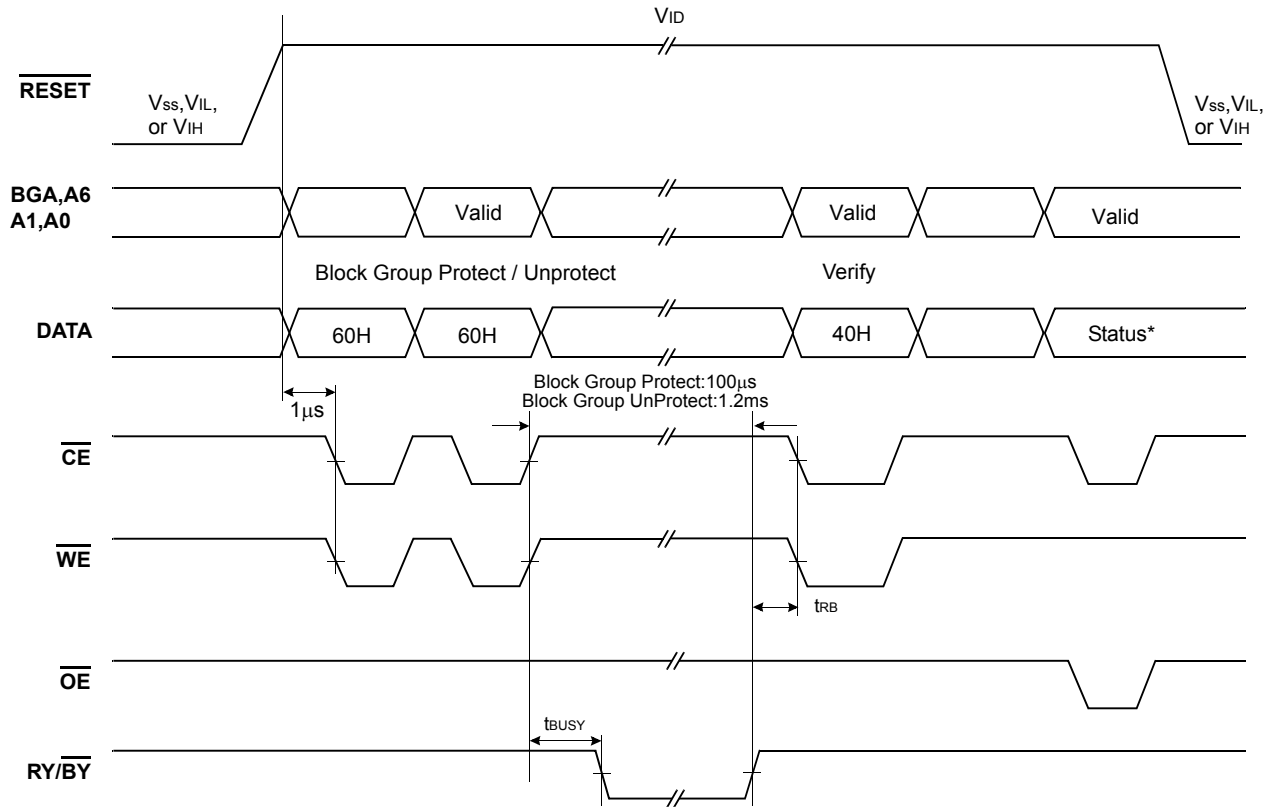 VID
RESET
Vss,VIL,
or VIH
Vss,VIL,
or VIH
BGA,A6
A1,A0
Valid
Valid
Valid
Block Group Protect / Unprotect
Verify
DATA
60H
60H
40H
Status*
1μs
Block Group Protect:100μs
Block Group UnProtect:1.2ms
CE
WE
tRB
OE
tBUSY
RY/BY